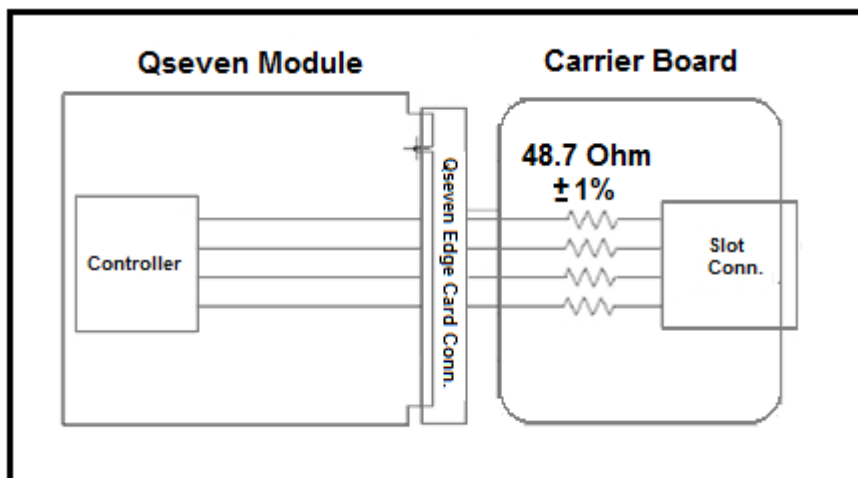 Qseven Module
Carrier Board
48.7 Ohm
± 1%
Qseven Edge Card Conn.
Controller
Slot
Conn.